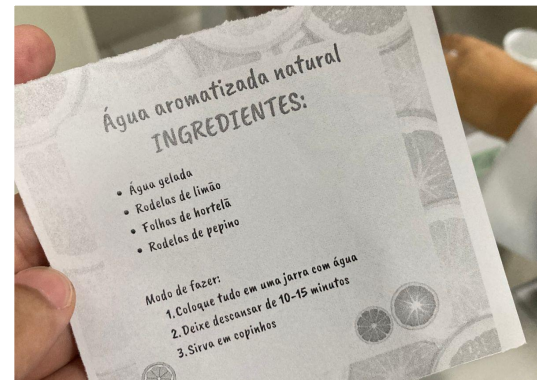 Água aromatizada natural
INGREDIENTES:
• Água gelada
• Rodelas de limão
• Folhas de hortelã
• Rodelas de pepino
Modo de fazer:
1.Coloque tudo em uma jarra com água
2.Deixe descansar de 10-15 minutos
3.Sirva em copinhos